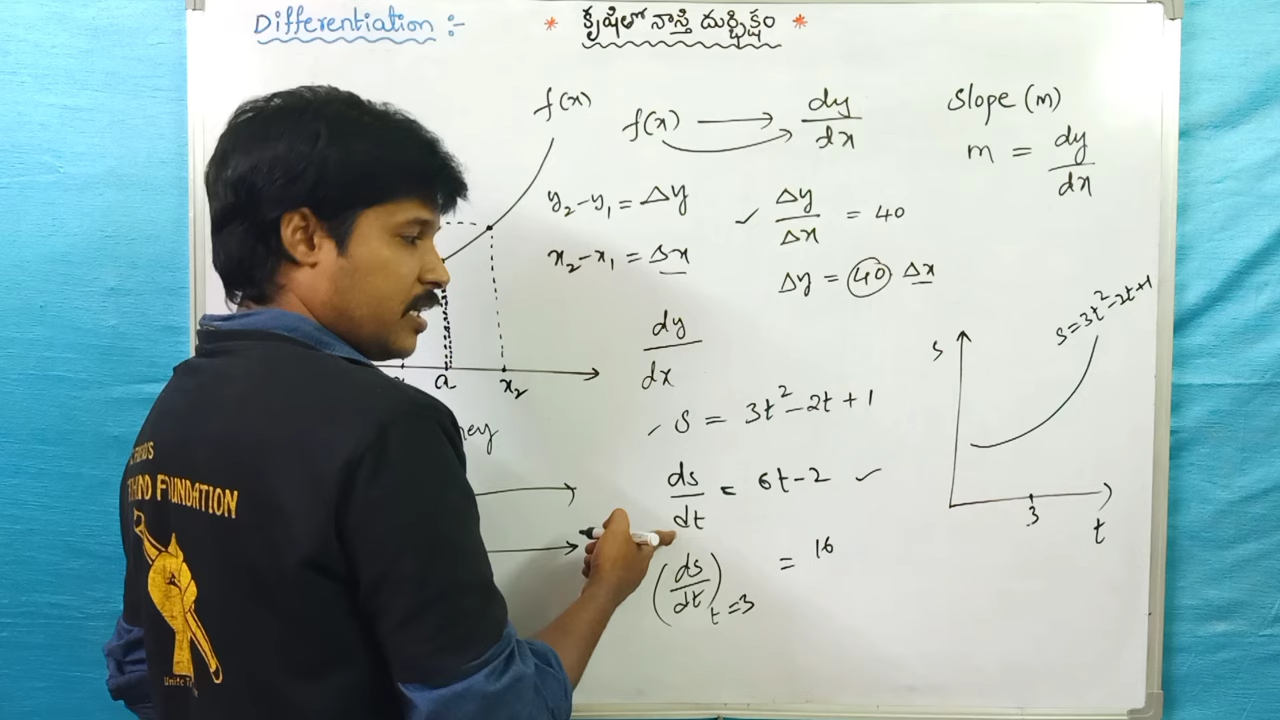 Differentiation :-
* కృషిలో నాస్తి దుర్భిక్షం *
f(x)
f(x) → dy/dx
Slope (m)
m = dy/dx
y₂-y₁ = Δy
Δy/Δx = 40
x₂-x₁ = Δx
Δy = 40 Δx
dy/dx
a
x₂
s = 3t²-2t+1
s = 3t²-2t+1
s
3
t
ds/dt = 6t-2
(ds/dt)t=3 = 16
FOUNDATION